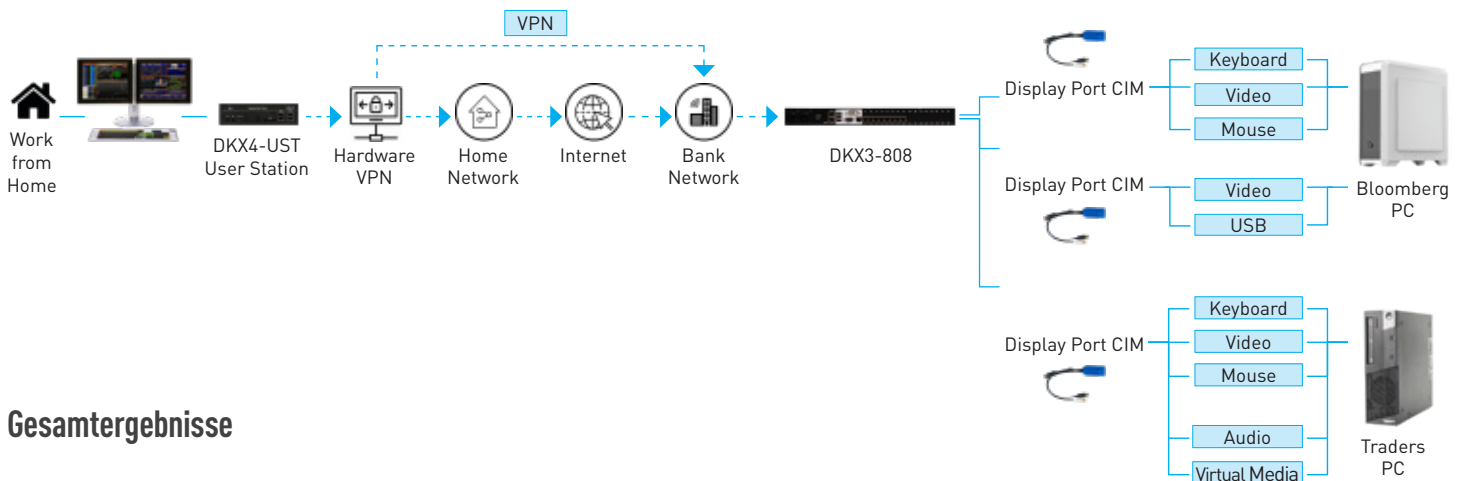 VPN
Work
from
Home
DKX4-UST
User Station
Hardware
VPN
Home
Network
Internet
Bank
Network
DKX3-808
Display Port CIM
Keyboard
Video
Mouse
Display Port CIM
Video
USB
Bloomberg
PC
Display Port CIM
Keyboard
Video
Mouse
Audio
Virtual Media
Traders
PC
Gesamtergebnisse